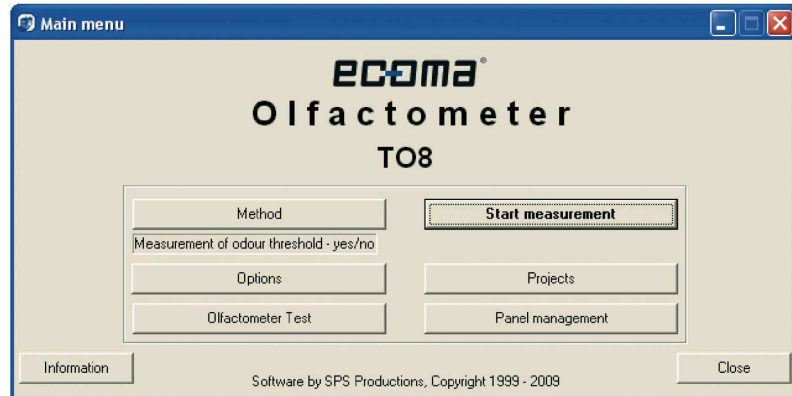 Main menu
ecoma®
Olfactometer
TO8
Method
Start measurement
Measurement of odour threshold - yes/no
Options
Projects
Olfactometer Test
Panel management
Information
Software by SPS Productions, Copyright 1999 - 2009
Close